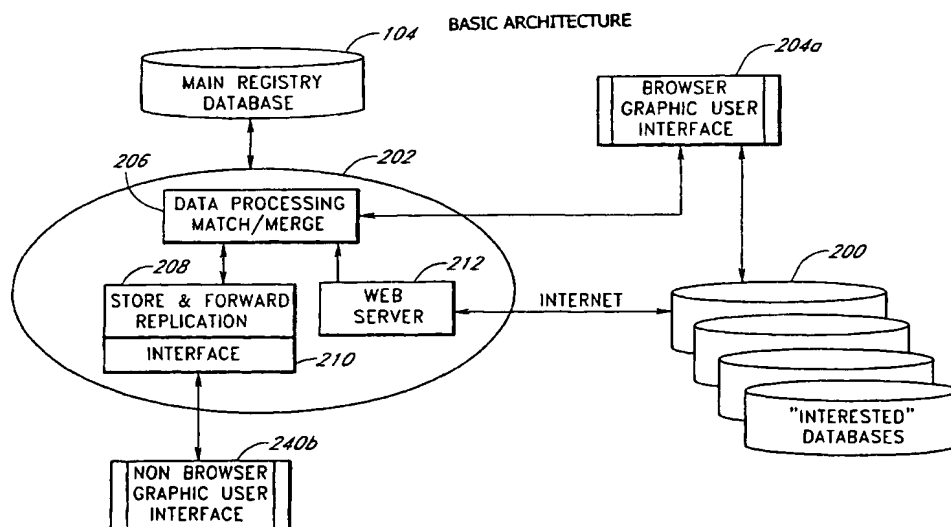 BASIC ARCHITECTURE
104
MAIN REGISTRY
DATABASE
204a
BROWSER
GRAPHIC USER
INTERFACE
202
206
DATA PROCESSING
MATCH/MERGE
208
STORE & FORWARD
REPLICATION
INTERFACE
210
212
WEB
SERVER
INTERNET
200
"INTERESTED"
DATABASES
240b
NON BROWSER
GRAPHIC USER
INTERFACE